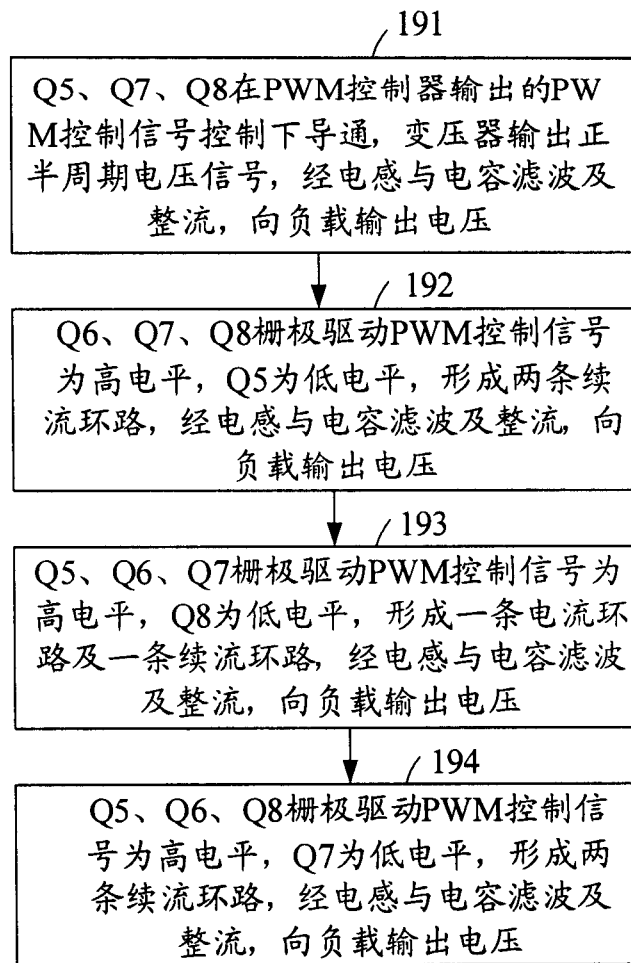 191
Q5、Q7、Q8在PWM控制器输出的PW
M控制信号控制下导通，变压器输出正
半周期电压信号，经电感与电容滤波及
整流，向负载输出电压
192
Q6、Q7、Q8栅极驱动PWM控制信号
为高电平，Q5为低电平，形成两条续
流环路，经电感与电容滤波及整流，向
负载输出电压
193
Q5、Q6、Q7栅极驱动PWM控制信号为
高电平，Q8为低电平，形成一条电流环
路及一条续流环路，经电感与电容滤波
及整流，向负载输出电压
194
Q5、Q6、Q8栅极驱动PWM控制信
号为高电平，Q7为低电平，形成两
条续流环路，经电感与电容滤波及
整流，向负载输出电压